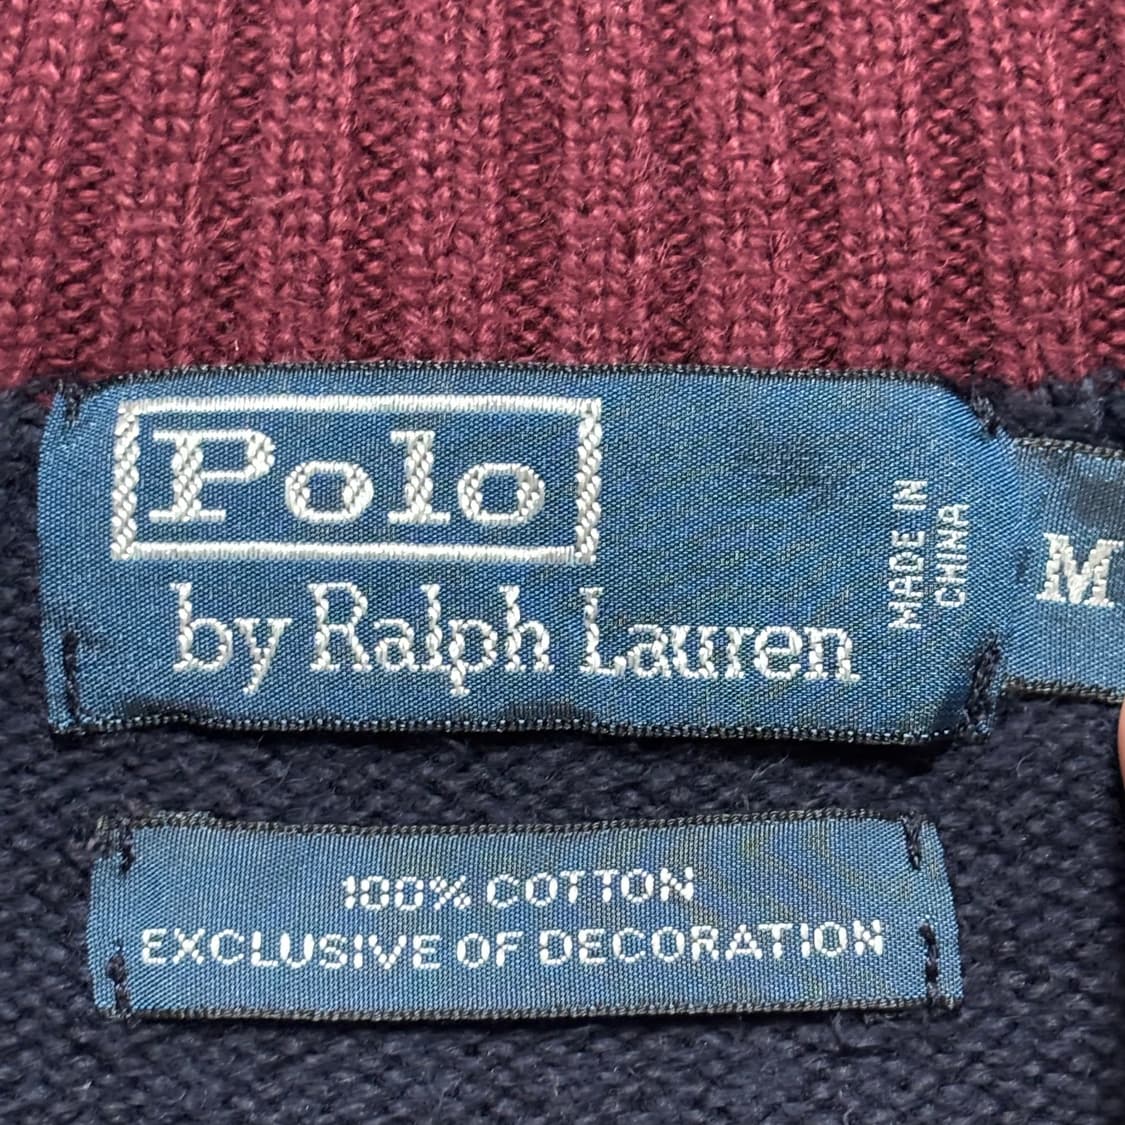 Polo
by Ralph Lauren
MADE IN
CHINA
M
100% COTTON
EXCLUSIVE OF DECORATION